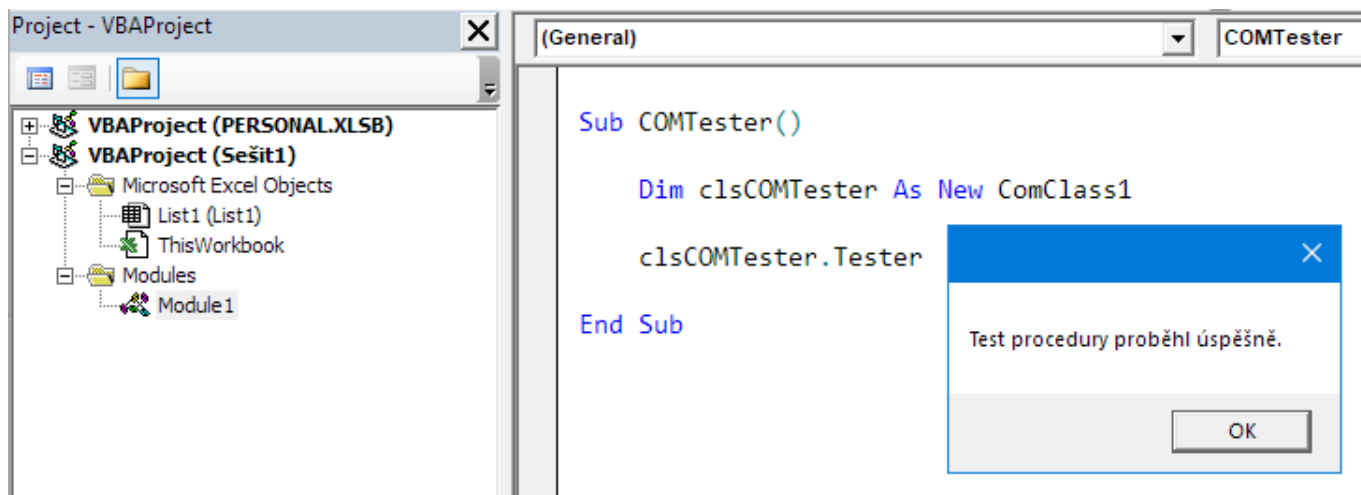 Project - VBAProject
VBAProject (PERSONAL.XLSB)
VBAProject (Sešit1)
Microsoft Excel Objects
List1 (List1)
ThisWorkbook
Modules
Module1
(General)
COMTester
Sub COMTester()
Dim clsCOMTester As New ComClass1
clsCOMTester.Tester
End Sub
Test procedury proběhl úspěšně.
OK